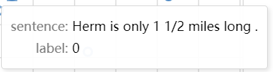 sentence: Herm is only 1 1/2 miles long .
label: 0